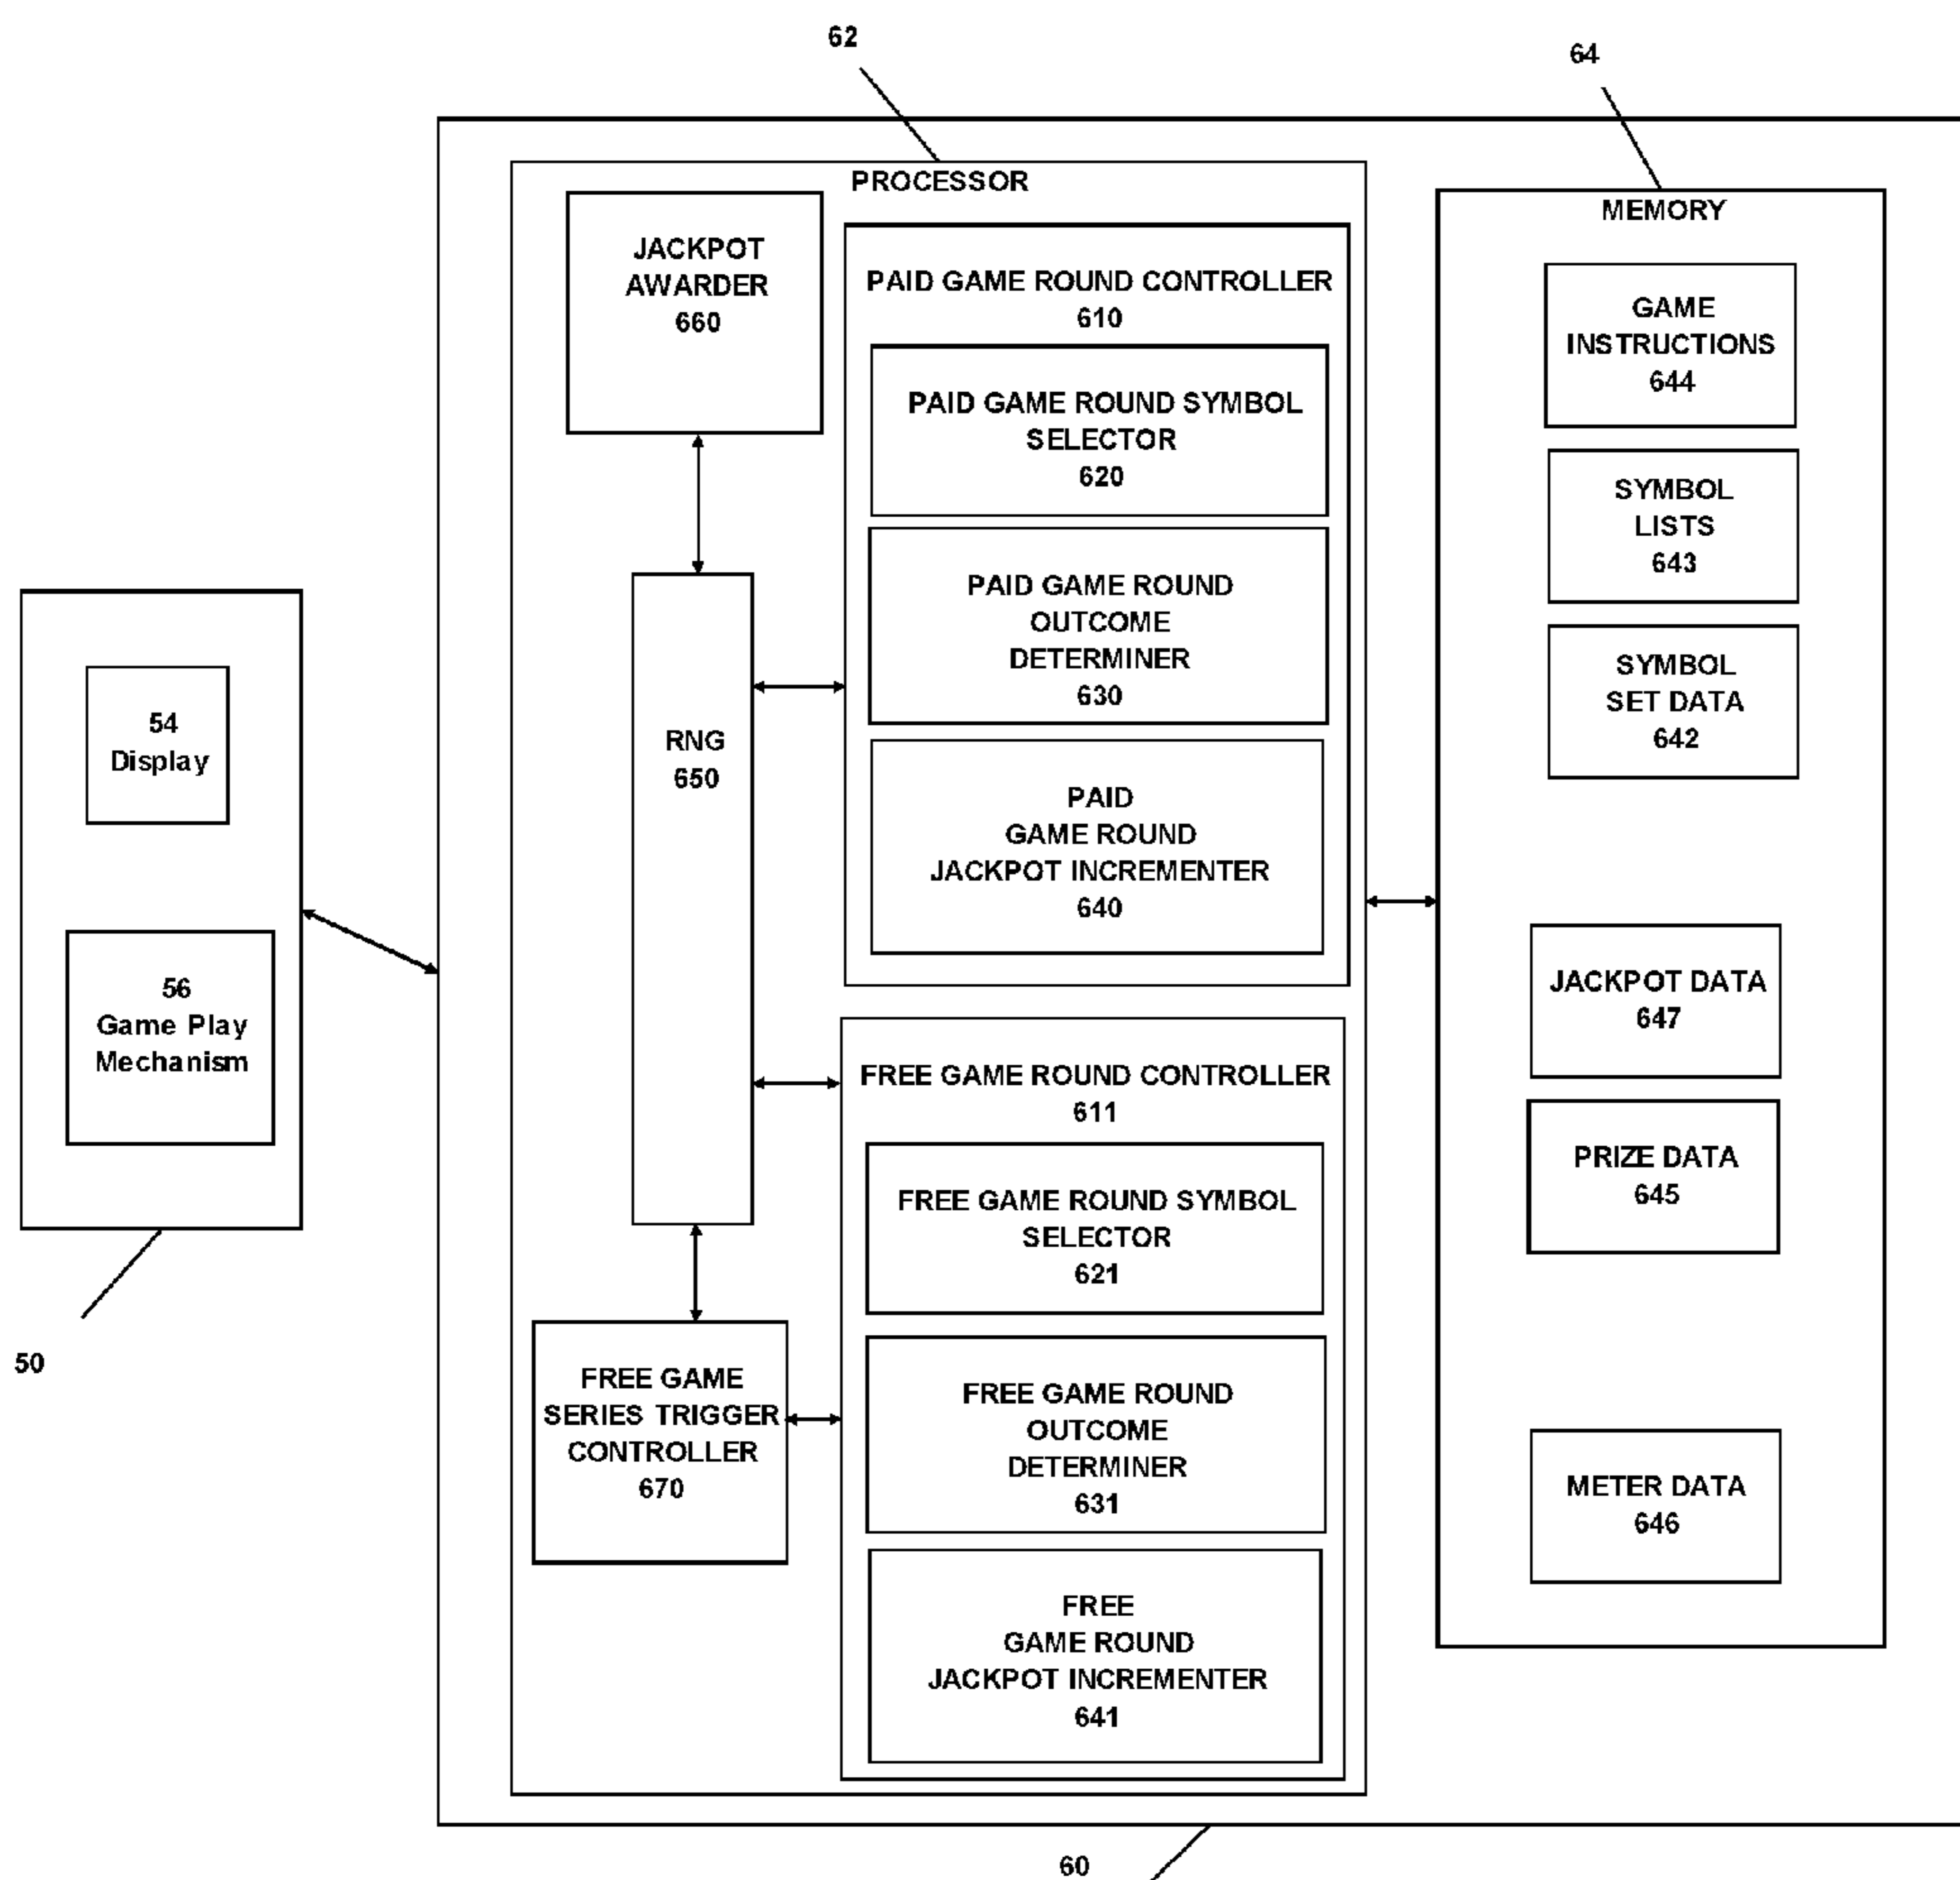 62
64
PROCESSOR
JACKPOT
AWARDER
660
PAID GAME ROUND CONTROLLER
610
PAID GAME ROUND SYMBOL
SELECTOR
620
PAID GAME ROUND
OUTCOME
DETERMINER
630
PAID
GAME ROUND
JACKPOT INCREMENTER
640
RNG
650
FREE GAME ROUND CONTROLLER
611
FREE GAME ROUND SYMBOL
SELECTOR
621
FREE GAME ROUND
OUTCOME
DETERMINER
631
FREE
GAME ROUND
JACKPOT INCREMENTER
641
FREE GAME
SERIES TRIGGER
CONTROLLER
670
MEMORY
GAME
INSTRUCTIONS
644
SYMBOL
LISTS
643
SYMBOL
SET DATA
642
JACKPOT DATA
647
PRIZE DATA
645
METER DATA
646
54
Display
56
Game Play
Mechanism
50
60